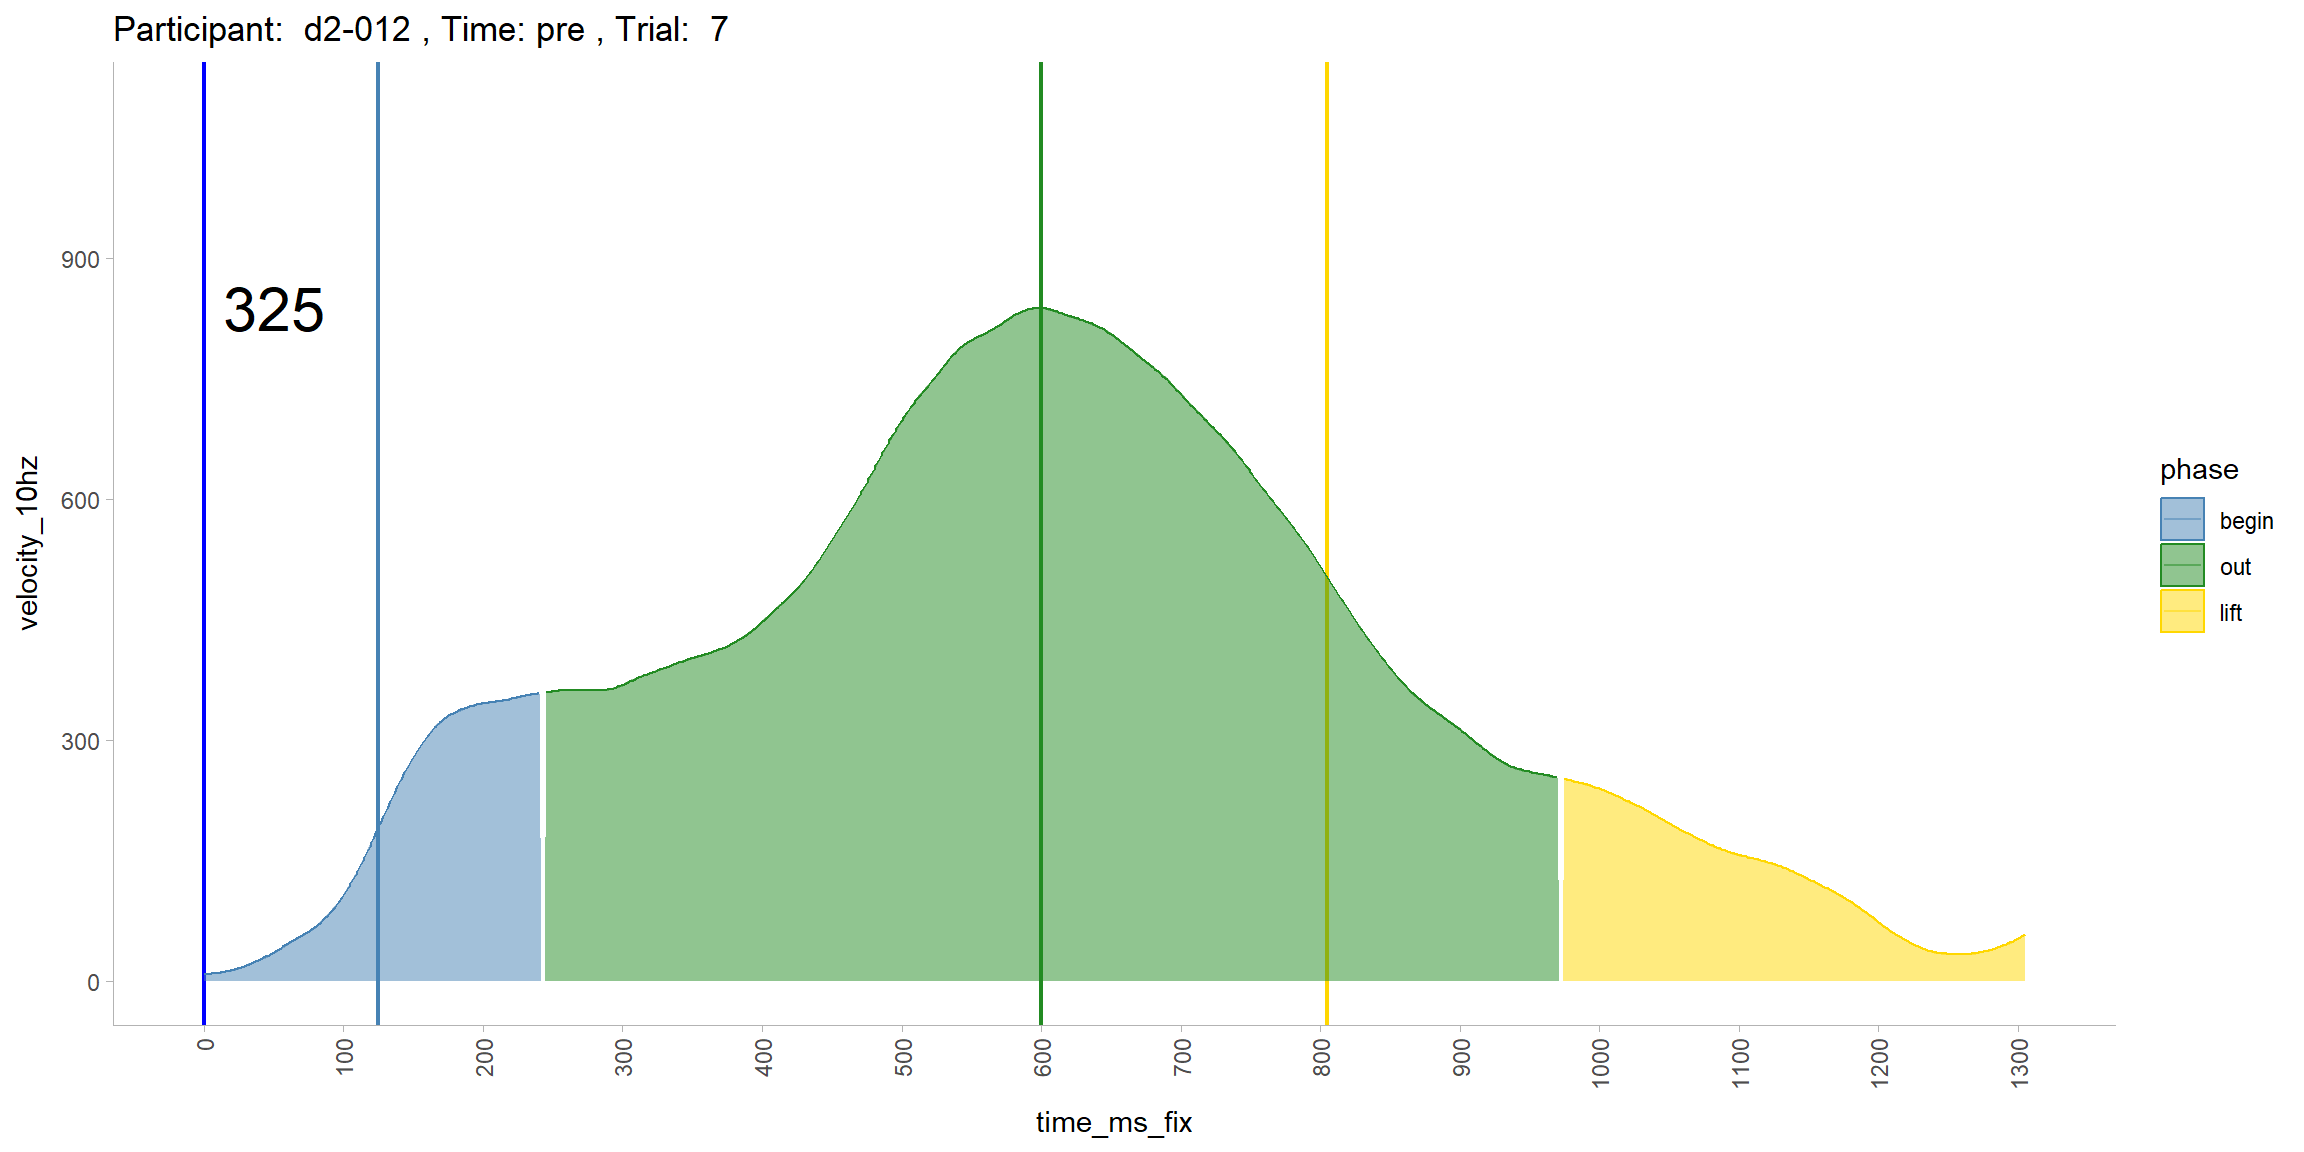 Participant:  d2-012 , Time: pre , Trial:  7
velocity_10hz
900
600
300
0
325
0
100
200
300
400
500
600
700
800
900
1000
1100
1200
1300
time_ms_fix
phase
begin
out
lift